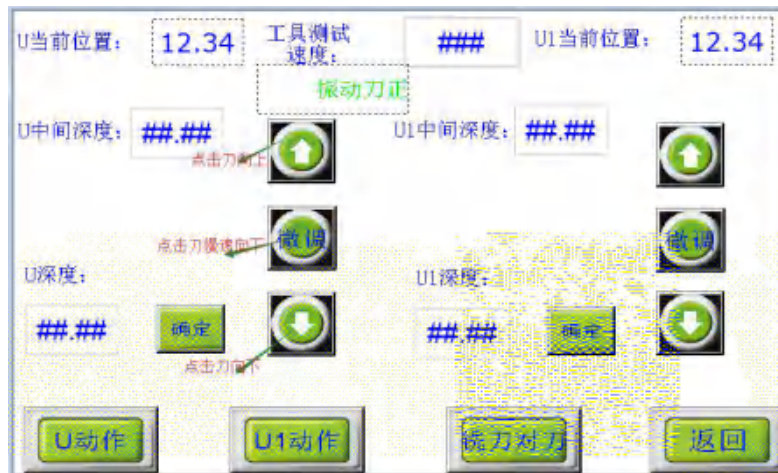 U当前位置：
12.34
工具测试
速度：
###
U1当前位置：
12.34
振动刀正
U中间深度：
##.##
点击刀向上
U1中间深度：
##.##
点击刀慢速向下
微调
微调
U深度：
##.##
确定
点击刀向下
U1深度：
##.##
确定
U动作
U1动作
铣刀对刀
返回